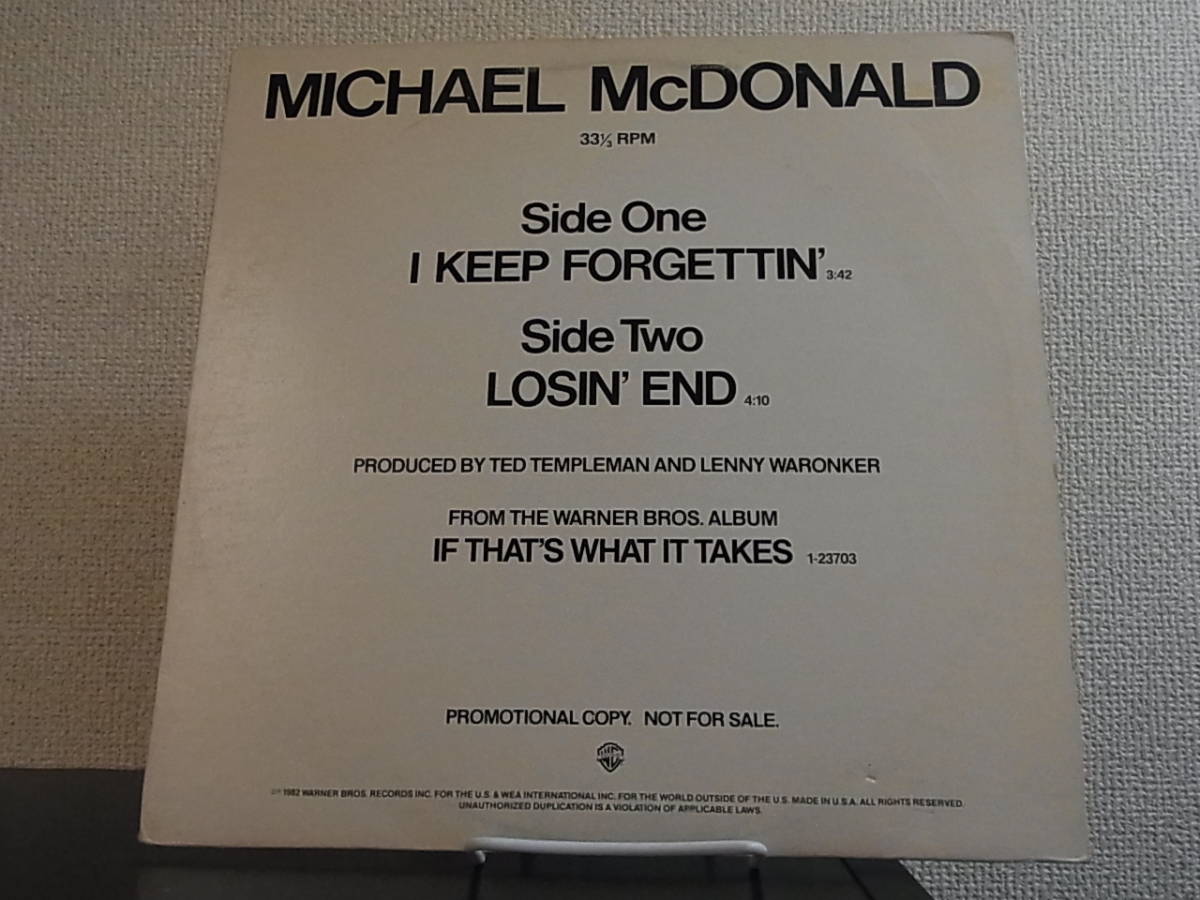 MICHAEL McDONALD
33⅓ RPM
Side One
I KEEP FORGETTIN' 3:42
Side Two
LOSIN' END 4:10
PRODUCED BY TED TEMPLEMAN AND LENNY WARONKER
FROM THE WARNER BROS. ALBUM
IF THAT'S WHAT IT TAKES 1-23703
PROMOTIONAL COPY. NOT FOR SALE.
1982 WARNER BROS. RECORDS INC. FOR THE U.S. & WEA INTERNATIONAL INC. FOR THE WORLD OUTSIDE OF THE U.S. MADE IN U.S.A. ALL RIGHTS RESERVED.
UNAUTHORIZED DUPLICATION IS A VIOLATION OF APPLICABLE LAWS.